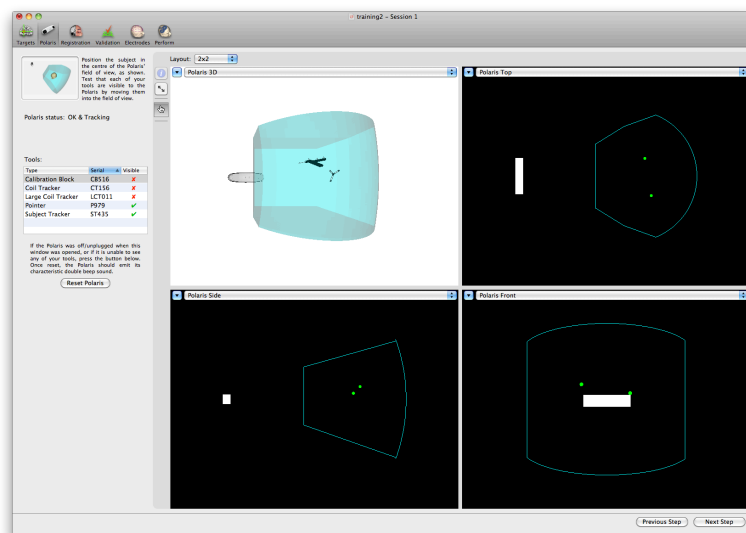 training2 – Session 1
Targets Polaris Registration Validation Electrodes Perform
Position the subject in
the centre of the Polaris'
field of view, as shown.
Test that each of your
tools are visible to the
Polaris by moving them
into the field of view.
Polaris status: OK & Tracking
Tools:
Type Serial Visible
Calibration Block CB516 ✘
Coil Tracker CT156 ✘
Large Coil Tracker LCT011 ✘
Pointer P979 ✔
Subject Tracker ST435 ✔
If the Polaris was off/unplugged when this
window was opened, or if it is unable to see
any of your tools, press the button below.
Once reset, the Polaris should emit its
characteristic double beep sound.
Reset Polaris
Layout: 2x2
Polaris 3D
Polaris Top
Polaris Side
Polaris Front
Previous Step Next Step